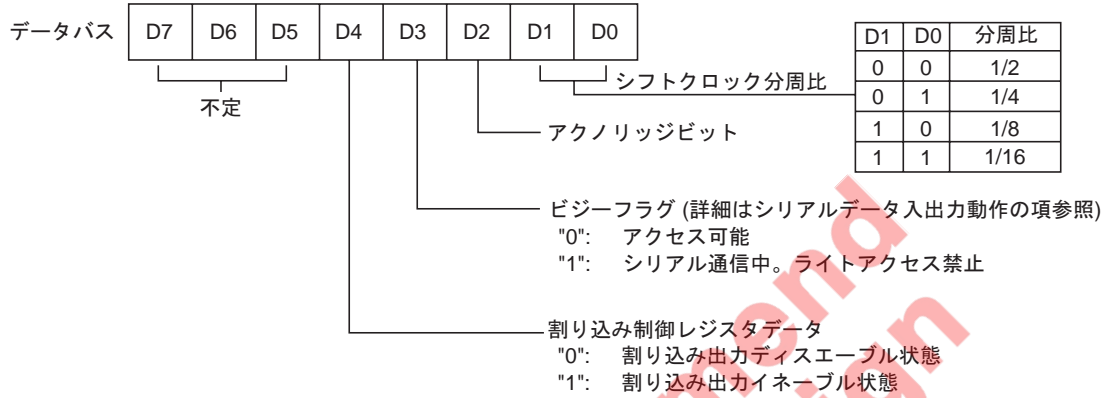 データバス D7 D6 D5 D4 D3 D2 D1 D0
D1 D0 分周比
0 0 1/2
0 1 1/4
1 0 1/8
1 1 1/16
シフトクロック分周比
不定
アクノリッジビット
ビジーフラグ (詳細はシリアルデータ入出力動作の項参照)
"0": アクセス可能
"1": シリアル通信中。ライトアクセス禁止
割り込み制御レジスタデータ
"0": 割り込み出力ディスエーブル状態
"1": 割り込み出力イネーブル状態